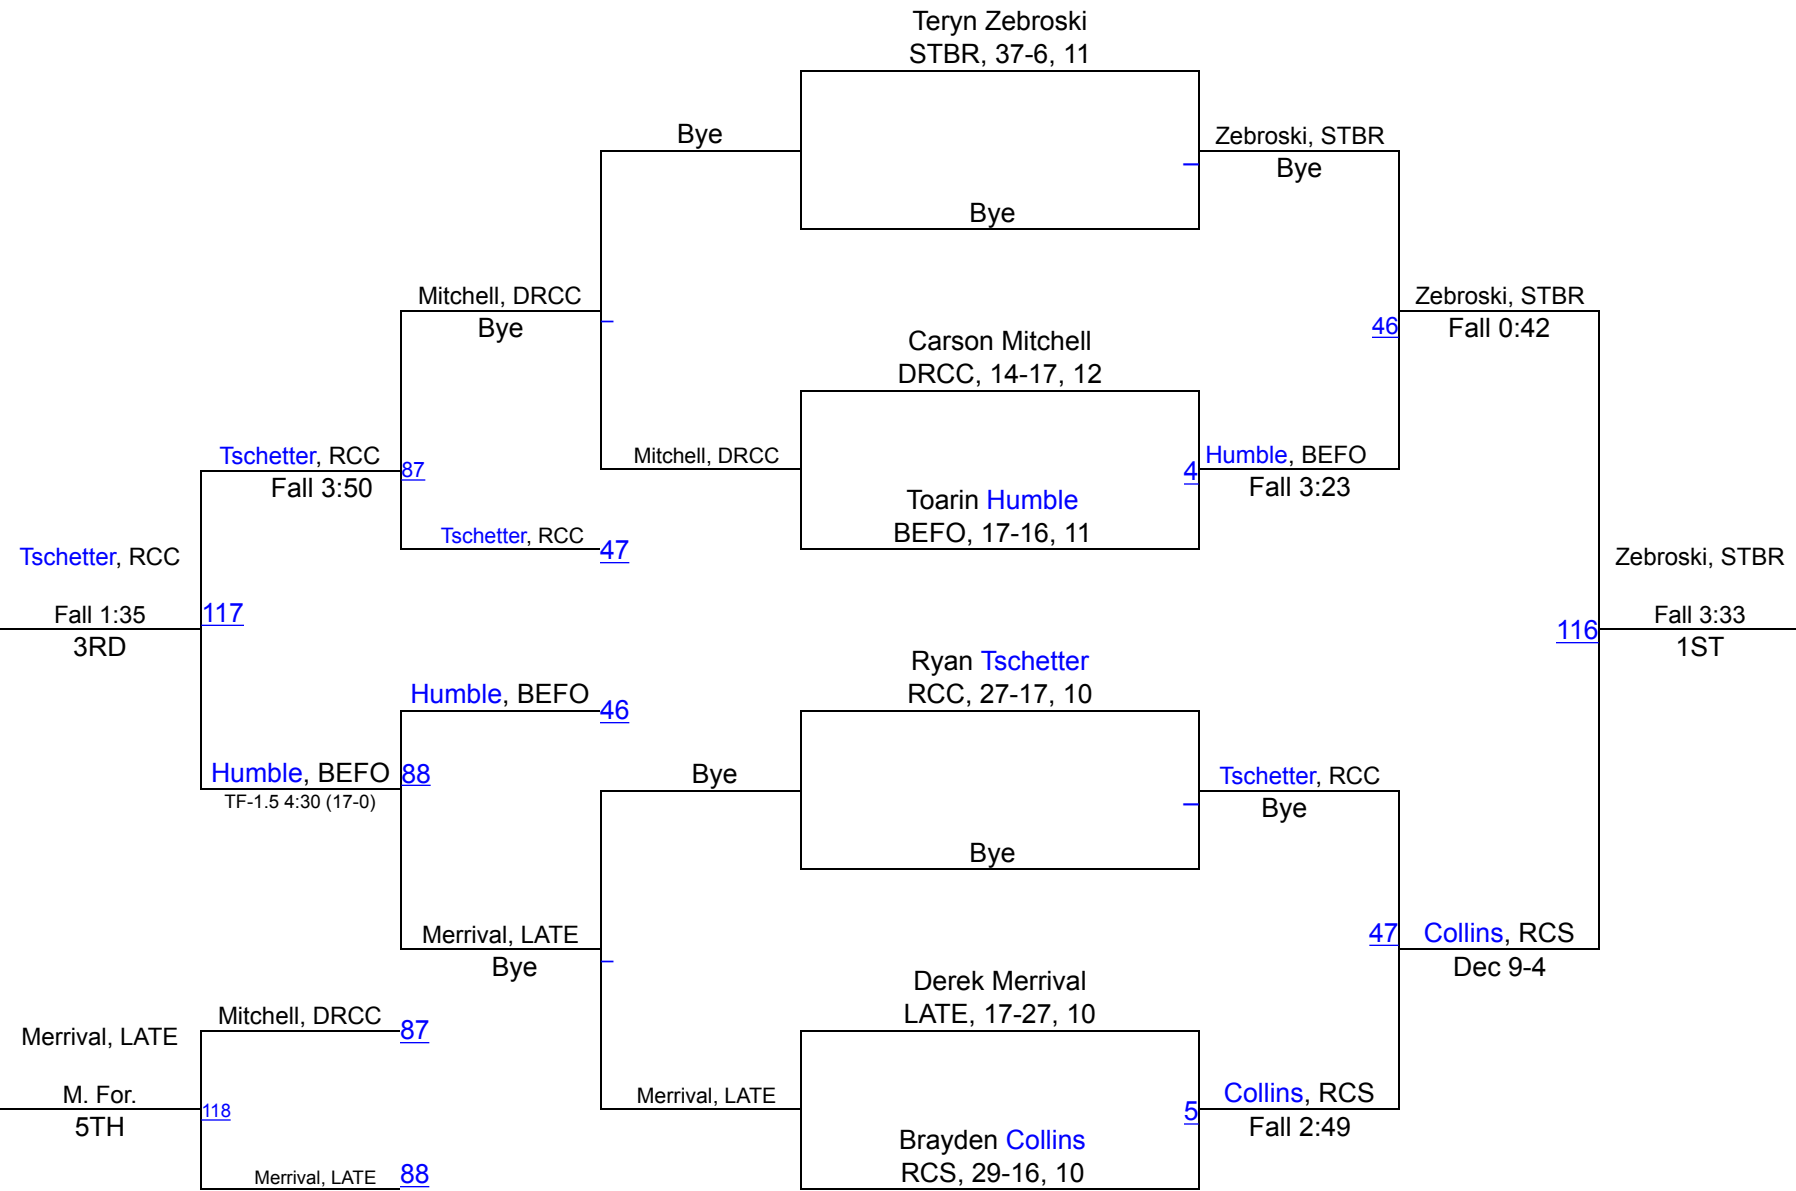 Teryn Zebroski
STBR, 37-6, 11
Bye
Zebroski, STBR
Bye
Bye
Mitchell, DRCC
Bye
Zebroski, STBR
46
Fall 0:42
Carson Mitchell
DRCC, 14-17, 12
Tschetter, RCC
87
Fall 3:50
Mitchell, DRCC
4
Humble, BEFO
Fall 3:23
Toarin Humble
BEFO, 17-16, 11
Tschetter, RCC
47
Tschetter, RCC
Fall 1:35
117
3RD
Zebroski, STBR
Fall 3:33
116
1ST
Ryan Tschetter
RCC, 27-17, 10
Humble, BEFO
46
Humble, BEFO
88
TF-1.5 4:30 (17-0)
Bye
Tschetter, RCC
Bye
Bye
Merrival, LATE
Bye
47
Collins, RCS
Dec 9-4
Derek Merrival
LATE, 17-27, 10
Mitchell, DRCC
87
Merrival, LATE
M. For.
118
5TH
Merrival, LATE
5
Collins, RCS
Fall 2:49
Brayden Collins
RCS, 29-16, 10
Merrival, LATE
88